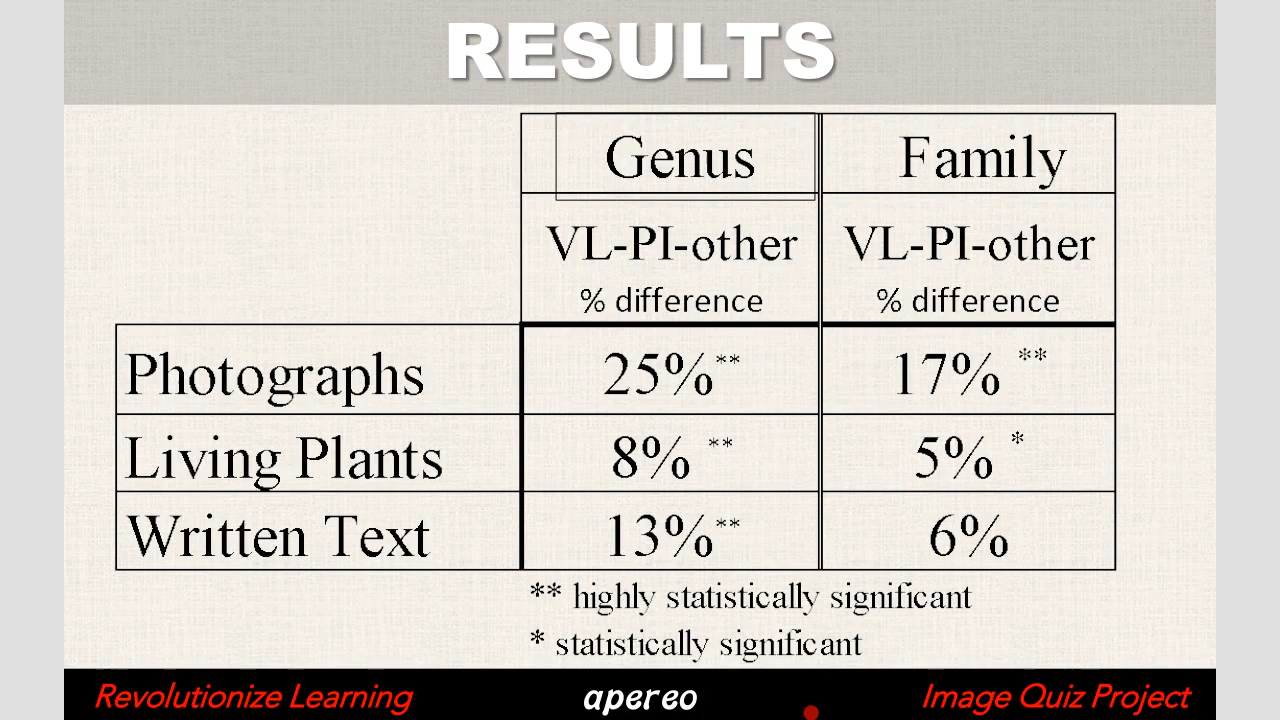 RESULTS
Genus Family
VL-PI-other VL-PI-other
% difference % difference
Photographs 25%** 17% **
Living Plants 8% ** 5% *
Written Text 13%** 6%
** highly statistically significant
* statistically significant
Revolutionize Learning apereo Image Quiz Project